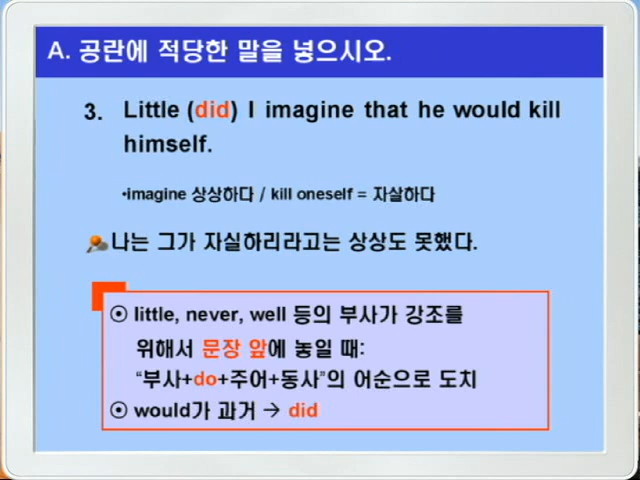 A. 공란에 적당한 말을 넣으시오.
3. Little (did) I imagine that he would kill
himself.
•imagine 상상하다 / kill oneself = 자살하다
나는 그가 자실하리라고는 상상도 못했다.
⊙ little, never, well 등의 부사가 강조를
위해서 문장 앞에 놓일 때:
“부사+do+주어+동사”의 어순으로 도치
⊙ would가 과거 → did